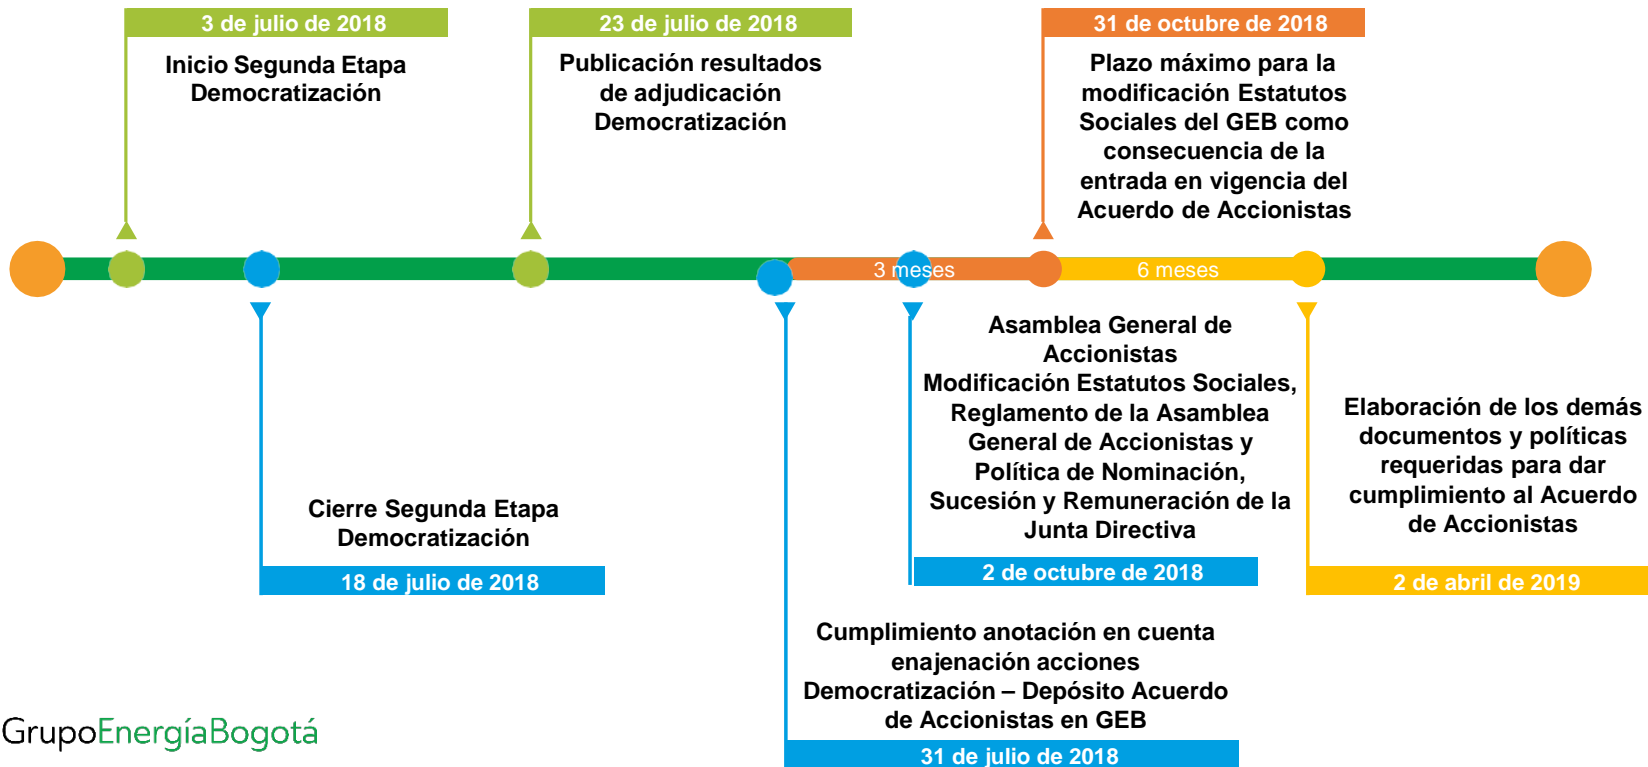 3 de julio de 2018
Inicio Segunda Etapa
Democratización
23 de julio de 2018
Publicación resultados
de adjudicación
Democratización
31 de octubre de 2018
Plazo máximo para la
modificación Estatutos
Sociales del GEB como
consecuencia de la
entrada en vigencia del
Acuerdo de Accionistas
3 meses
6 meses
Cierre Segunda Etapa
Democratización
18 de julio de 2018
Asamblea General de
Accionistas
Modificación Estatutos Sociales,
Reglamento de la Asamblea
General de Accionistas y
Política de Nominación,
Sucesión y Remuneración de la
Junta Directiva
2 de octubre de 2018
Elaboración de los demás
documentos y políticas
requeridas para dar
cumplimiento al Acuerdo
de Accionistas
2 de abril de 2019
Cumplimiento anotación en cuenta
enajenación acciones
Democratización – Depósito Acuerdo
de Accionistas en GEB
31 de julio de 2018
GrupoEnergíaBogotá